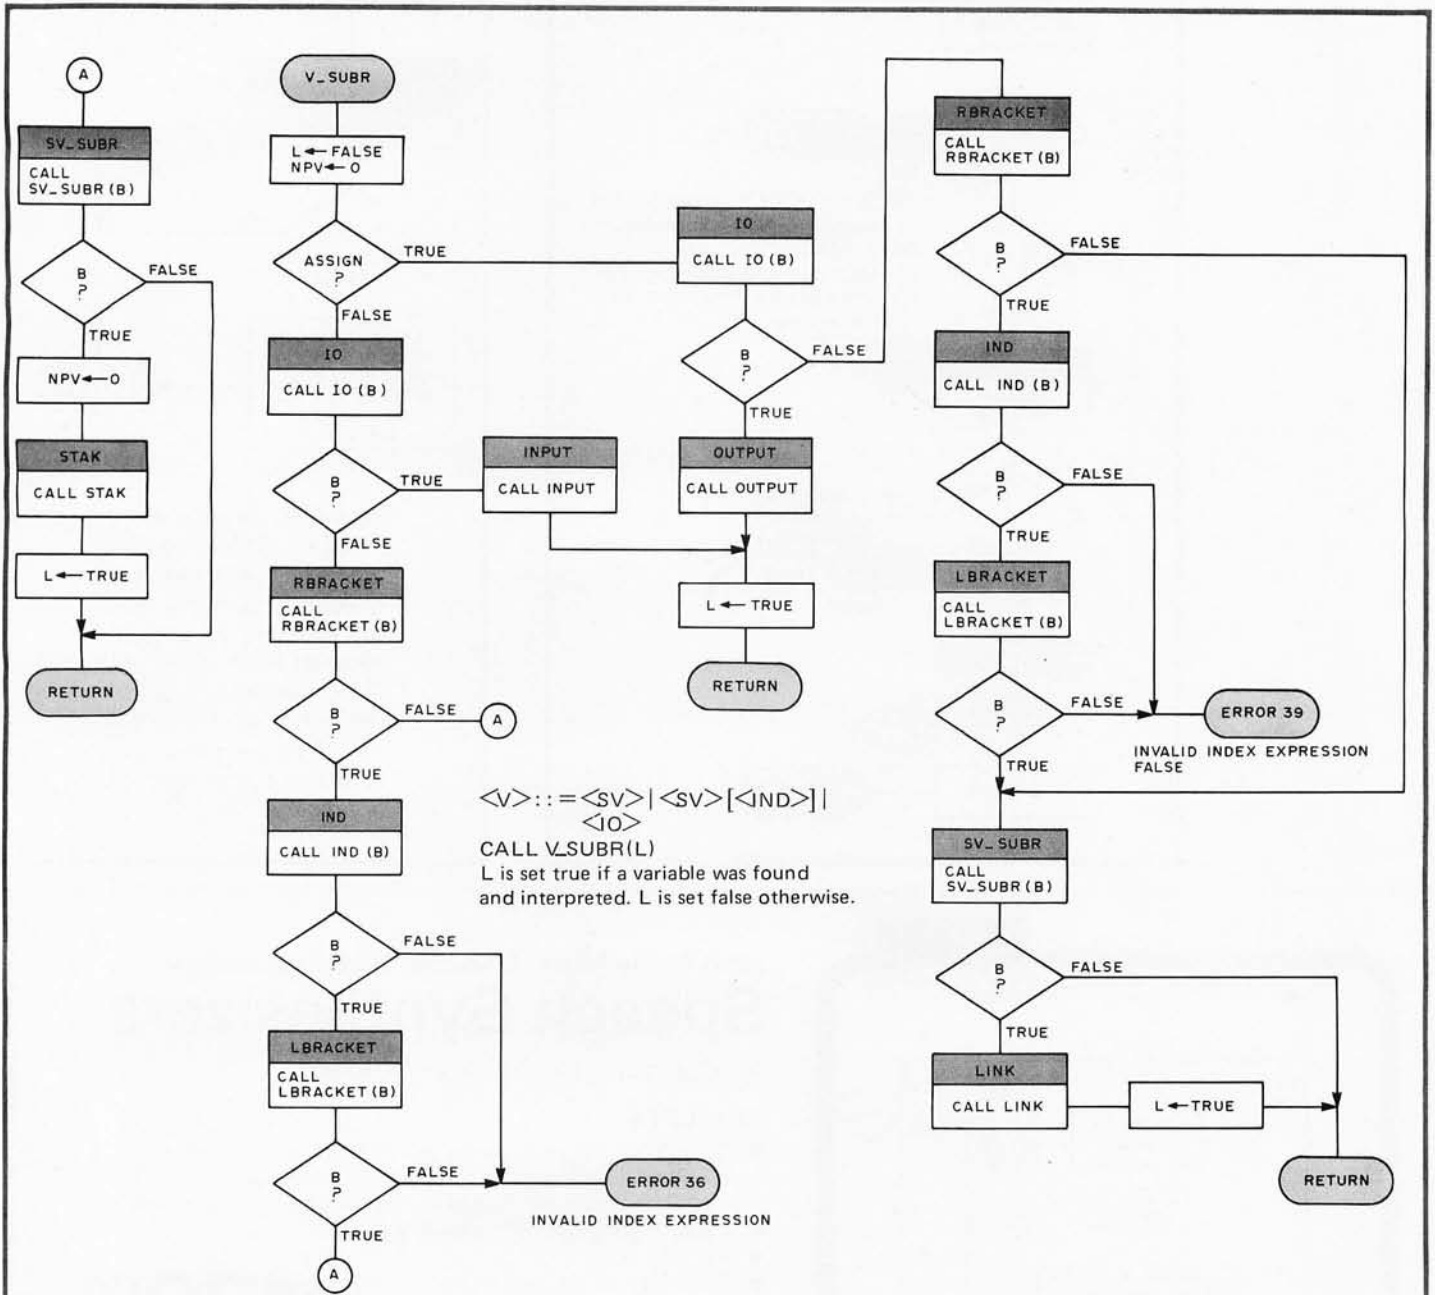 A
SV_SUBR
CALL
SV_SUBR (B)
B
?
FALSE
TRUE
NPV←0
STAK
CALL STAK
L←TRUE
RETURN
V_SUBR
L←FALSE
NPV←0
ASSIGN
?
TRUE
FALSE
IO
CALL IO (B)
B
?
TRUE
FALSE
INPUT
CALL INPUT
RBRACKET
CALL
RBRACKET (B)
B
?
FALSE
A
TRUE
IND
CALL IND (B)
B
?
FALSE
TRUE
LBRACKET
CALL
LBRACKET (B)
B
?
FALSE
ERROR 36
INVALID INDEX EXPRESSION
TRUE
A
IO
CALL IO (B)
B
?
FALSE
TRUE
OUTPUT
CALL OUTPUT
L←TRUE
RETURN
<V>::=<SV>|<SV>[<IND>]|
<IO>
CALL V_SUBR(L)
L is set true if a variable was found
and interpreted. L is set false otherwise.
RBRACKET
CALL
RBRACKET (B)
B
?
FALSE
TRUE
IND
CALL IND (B)
B
?
FALSE
TRUE
LBRACKET
CALL
LBRACKET (B)
B
?
FALSE
ERROR 39
INVALID INDEX EXPRESSION
FALSE
TRUE
SV_SUBR
CALL
SV_SUBR (B)
B
?
FALSE
TRUE
LINK
CALL LINK
L←TRUE
RETURN